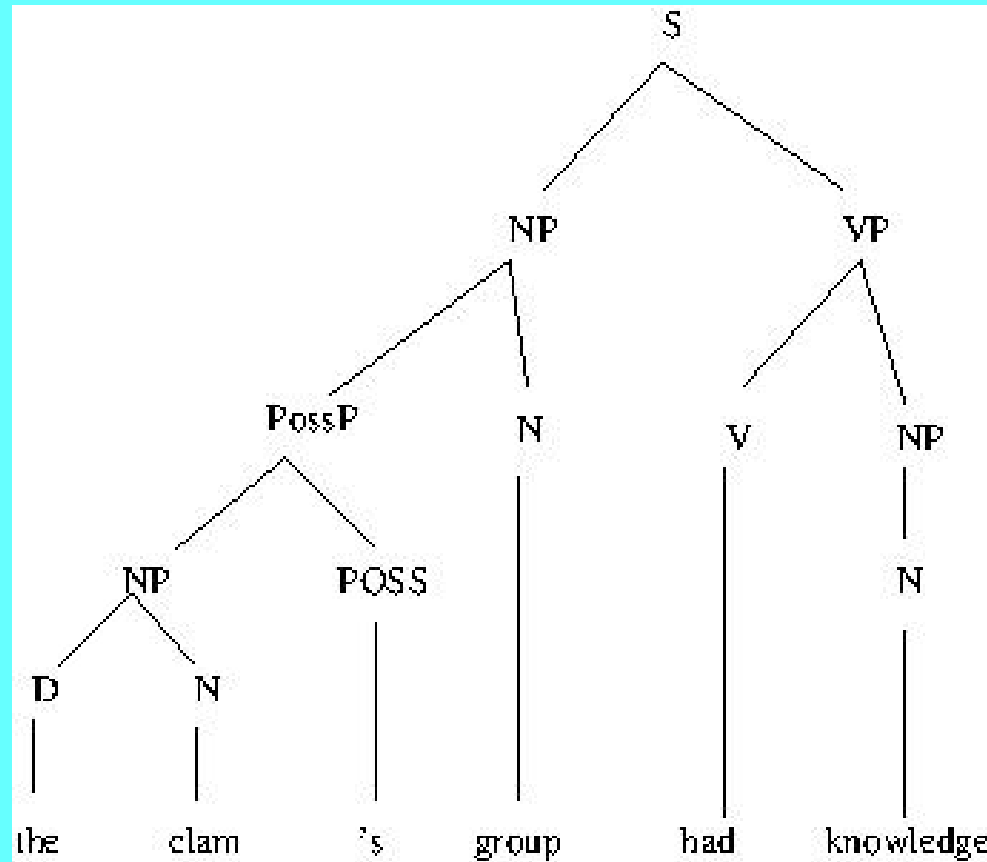 S
NP VP
PossP N V NP
NP POSS N
D N
the clam 's group had knowledge